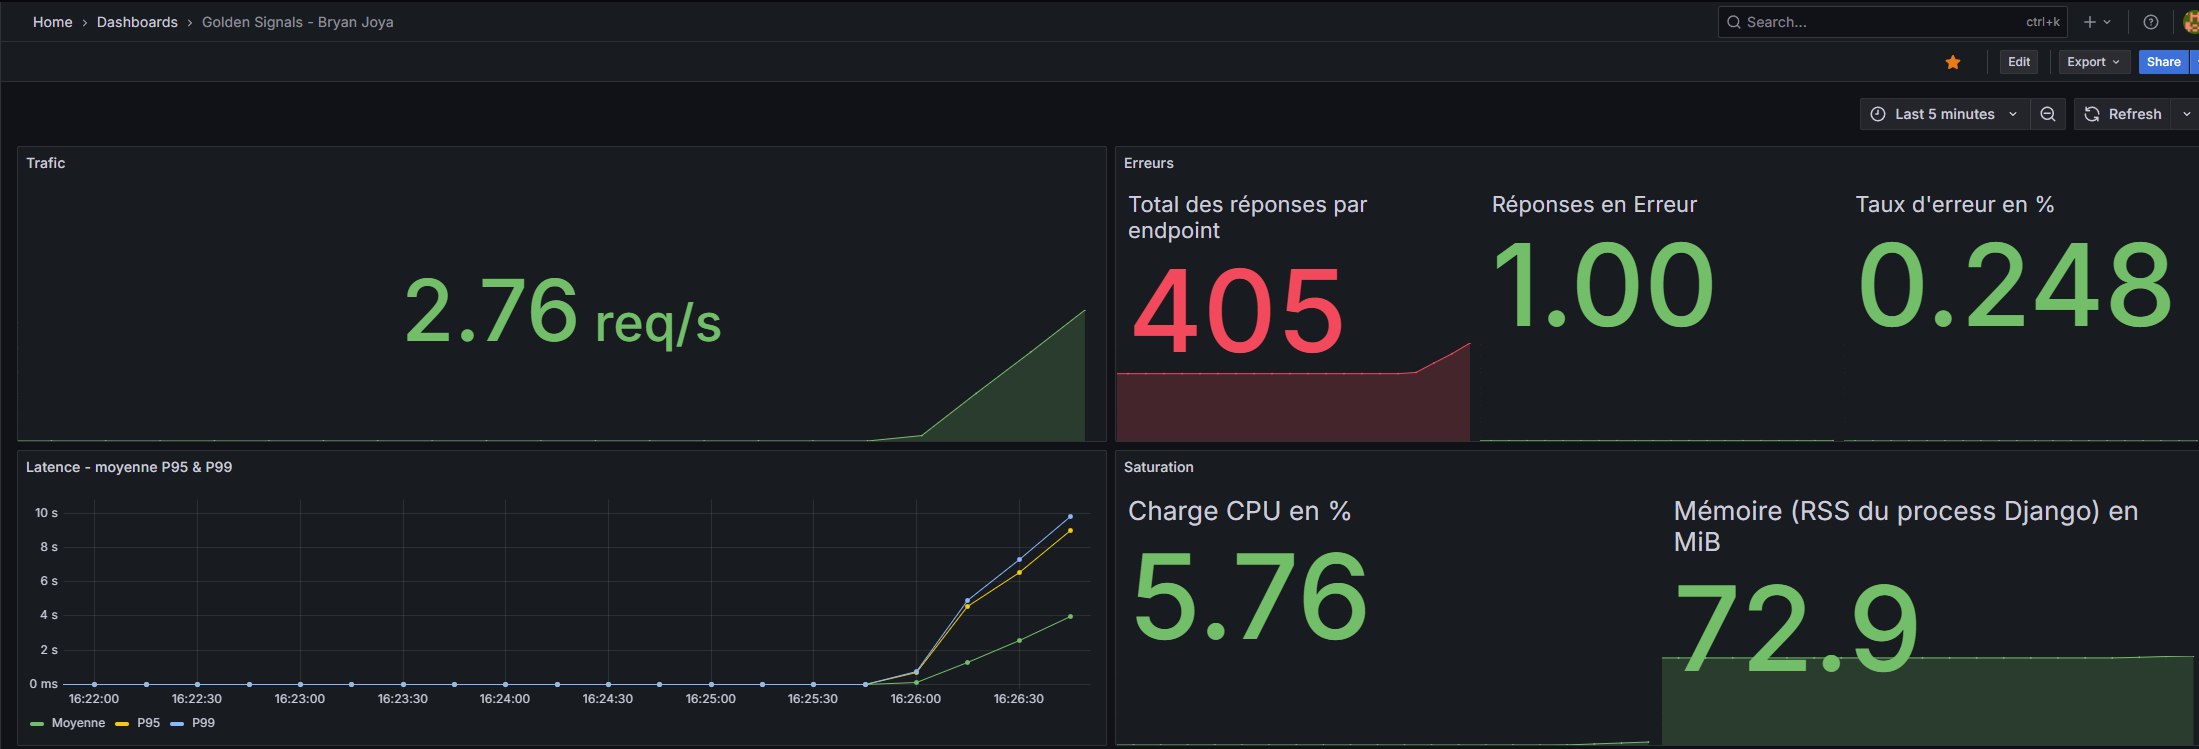 Home › Dashboards › Golden Signals - Bryan Joya
Search...
ctrl+k
Edit
Export
Share
Last 5 minutes
Refresh
Trafic
2.76 req/s
Erreurs
Total des réponses par
endpoint
405
Réponses en Erreur
1.00
Taux d'erreur en %
0.248
Latence - moyenne P95 & P99
10 s
8 s
6 s
4 s
2 s
0 ms
16:22:00
16:22:30
16:23:00
16:23:30
16:24:00
16:24:30
16:25:00
16:25:30
16:26:00
16:26:30
Moyenne
P95
P99
Saturation
Charge CPU en %
5.76
Mémoire (RSS du process Django) en
MiB
72.9